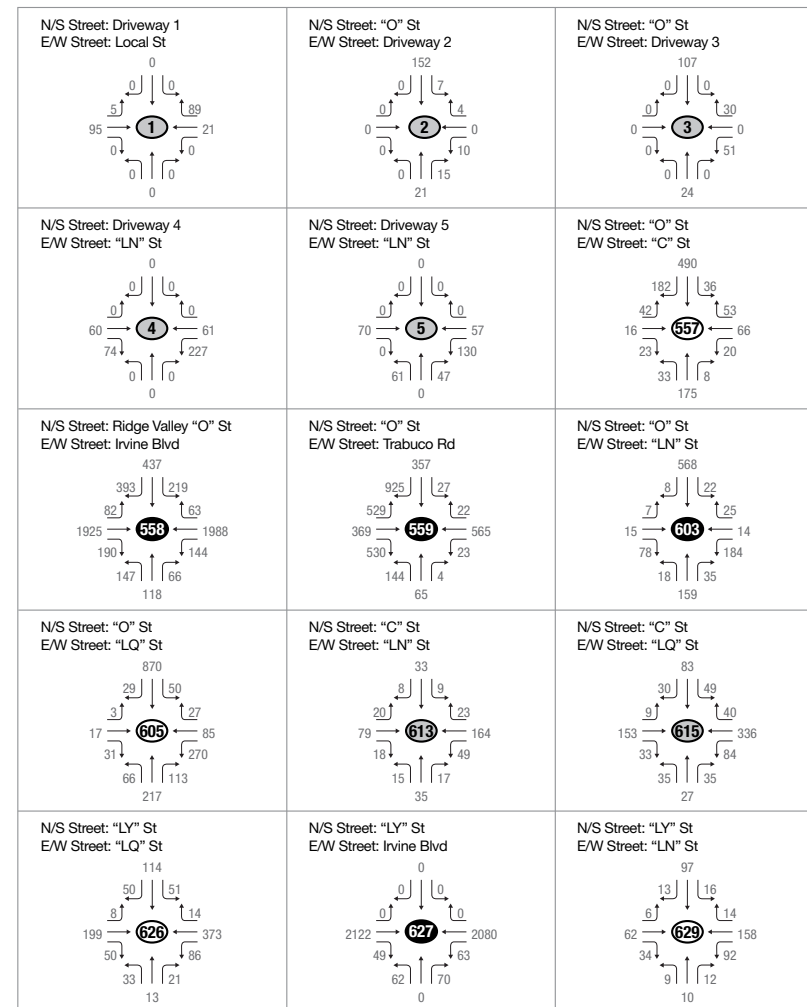 N/S Street: Driveway 1
E/W Street: Local St
0
0 0
5 89
95 1 21
0 0
0 0
0
N/S Street: “O” St
E/W Street: Driveway 2
152
0 7
0 4
0 2 0
0 10
0 15
21
N/S Street: “O” St
E/W Street: Driveway 3
107
0 0
0 30
0 3 0
0 51
0 0
24
N/S Street: Driveway 4
E/W Street: “LN” St
0
0 0
0 0
60 4 61
74 227
0 0
0
N/S Street: Driveway 5
E/W Street: “LN” St
0
0 0
0 0
70 5 57
0 130
61 47
0
N/S Street: “O” St
E/W Street: “C” St
490
182 36
42 53
16 557 66
23 20
33 8
175
N/S Street: Ridge Valley “O” St
E/W Street: Irvine Blvd
437
393 219
82 63
1925 558 1988
190 144
147 66
118
N/S Street: “O” St
E/W Street: Trabuco Rd
357
925 27
529 22
369 559 565
530 23
144 4
65
N/S Street: “O” St
E/W Street: “LN” St
568
8 22
7 25
15 603 14
78 184
18 35
159
N/S Street: “O” St
E/W Street: “LQ” St
870
29 50
3 27
17 605 85
31 270
66 113
217
N/S Street: “C” St
E/W Street: “LN” St
33
8 9
20 23
79 613 164
18 49
15 17
35
N/S Street: “C” St
E/W Street: “LQ” St
83
30 49
9 40
153 615 336
33 84
35 35
27
N/S Street: “LY” St
E/W Street: “LQ” St
114
50 51
8 14
199 626 373
50 86
33 21
13
N/S Street: “LY” St
E/W Street: Irvine Blvd
0
0 0
0 0
2122 627 2080
49 63
62 70
0
N/S Street: “LY” St
E/W Street: “LN” St
97
13 16
6 14
62 629 158
34 92
9 12
10